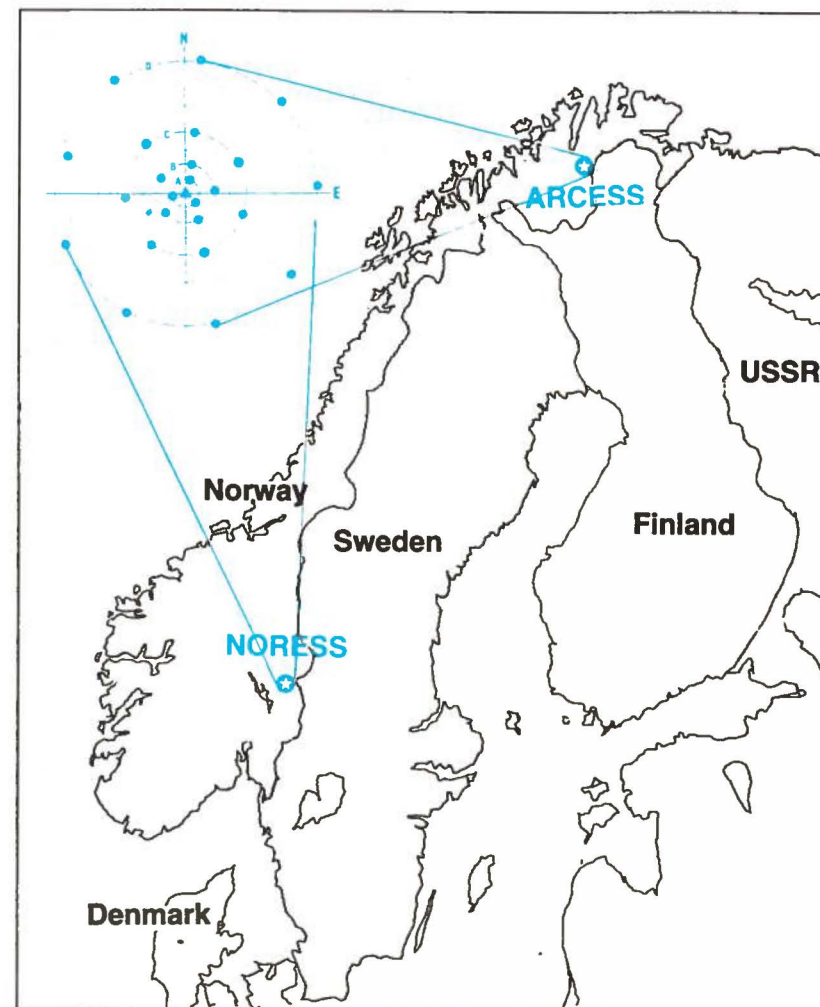 N
D
C
B
A
E
ARCESS
USSR
Norway
Sweden
Finland
NORESS
Denmark